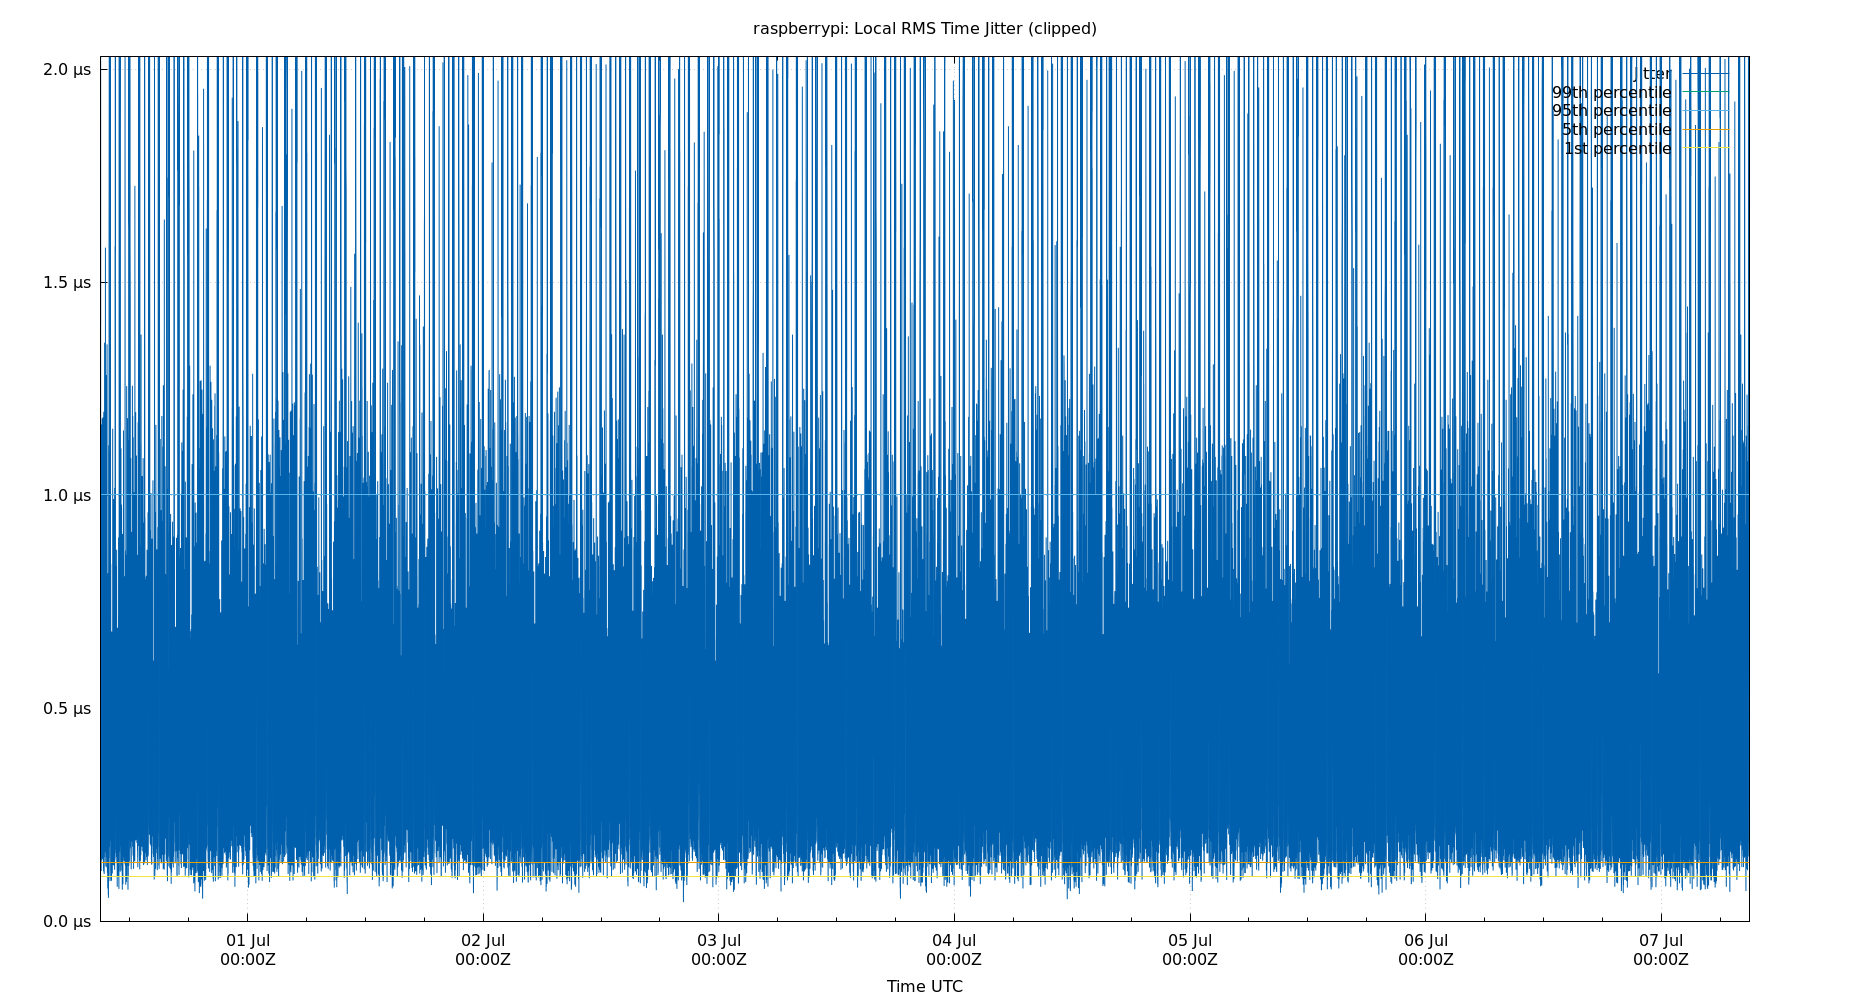 raspberrypi: Local RMS Time Jitter (clipped)
2.0 μs
1.5 μs
1.0 μs
0.5 μs
0.0 μs
jitter
99th percentile
95th percentile
5th percentile
1st percentile
01 Jul
00:00Z
02 Jul
00:00Z
03 Jul
00:00Z
04 Jul
00:00Z
05 Jul
00:00Z
06 Jul
00:00Z
07 Jul
00:00Z
Time UTC